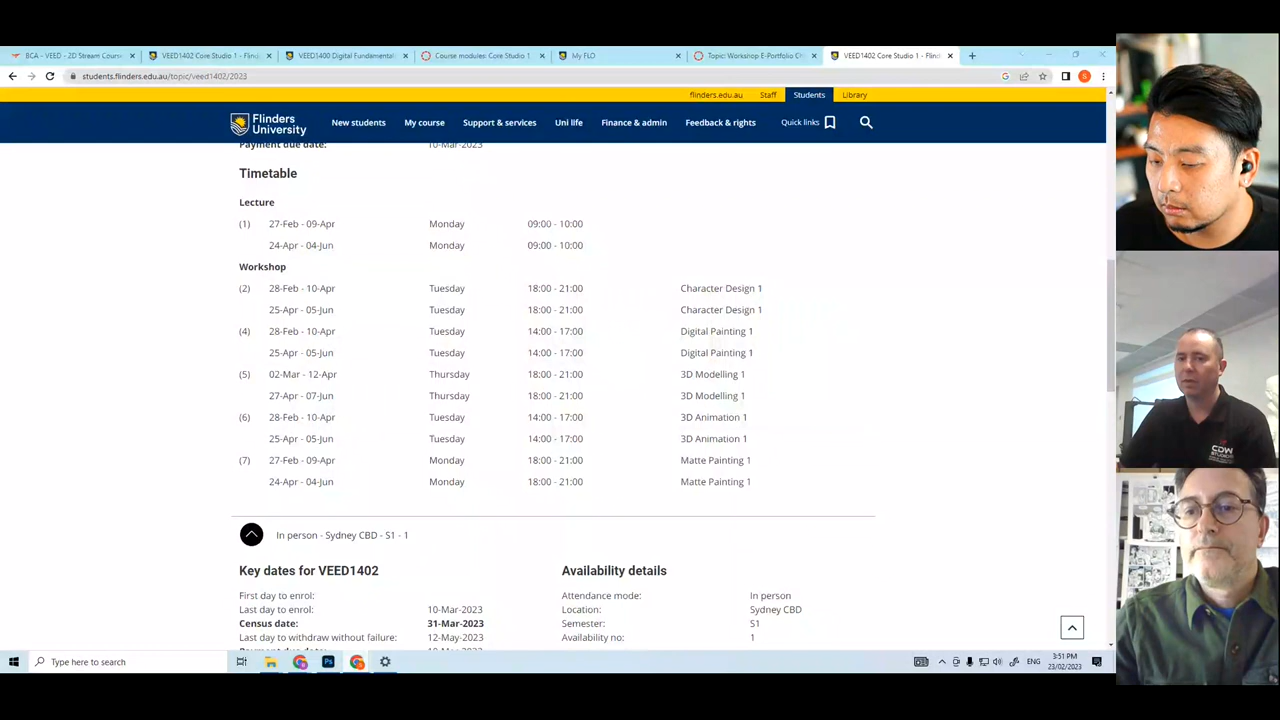 BCA - VEED - 2D Stream Cours
VEED1402 Core Studio 1 - Flind
VEED1400 Digital Fundamental
Course modules: Core Studio 1
My FLO
Topic: Workshop E-Portfolio Ch
VEED1402 Core Studio 1 - Flind
students.flinders.edu.au/topic/veed1402/2023
flinders.edu.au Staff Students Library
Flinders University
New students My course Support & services Uni life Finance & admin Feedback & rights Quick links
Payment due date: 10-Mar-2023
Timetable
Lecture
(1) 27-Feb - 09-Apr Monday 09:00 - 10:00
24-Apr - 04-Jun Monday 09:00 - 10:00
Workshop
(2) 28-Feb - 10-Apr Tuesday 18:00 - 21:00 Character Design 1
25-Apr - 05-Jun Tuesday 18:00 - 21:00 Character Design 1
(4) 28-Feb - 10-Apr Tuesday 14:00 - 17:00 Digital Painting 1
25-Apr - 05-Jun Tuesday 14:00 - 17:00 Digital Painting 1
(5) 02-Mar - 12-Apr Thursday 18:00 - 21:00 3D Modelling 1
27-Apr - 07-Jun Thursday 18:00 - 21:00 3D Modelling 1
(6) 28-Feb - 10-Apr Tuesday 14:00 - 17:00 3D Animation 1
25-Apr - 05-Jun Tuesday 14:00 - 17:00 3D Animation 1
(7) 27-Feb - 09-Apr Monday 18:00 - 21:00 Matte Painting 1
24-Apr - 04-Jun Monday 18:00 - 21:00 Matte Painting 1
In person - Sydney CBD - S1 - 1
Key dates for VEED1402 Availability details
First day to enrol: Attendance mode: In person
Last day to enrol: 10-Mar-2023 Location: Sydney CBD
Census date: 31-Mar-2023 Semester: S1
Last day to withdraw without failure: 12-May-2023 Availability no: 1
Type here to search
ENG
3:51 PM
23/02/2023
CDW
STUDIOS